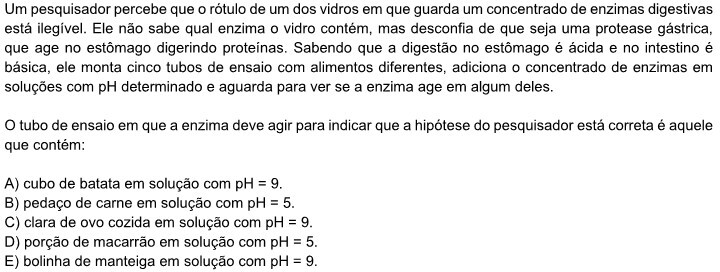 Um pesquisador percebe que o rótulo de um dos vidros em que guarda um concentrado de enzimas digestivas
está ilegível. Ele não sabe qual enzima o vidro contém, mas desconfia de que seja uma protease gástrica,
que age no estômago digerindo proteínas. Sabendo que a digestão no estômago é ácida e no intestino é
básica, ele monta cinco tubos de ensaio com alimentos diferentes, adiciona o concentrado de enzimas em
soluções com pH determinado e aguarda para ver se a enzima age em algum deles.
O tubo de ensaio em que a enzima deve agir para indicar que a hipótese do pesquisador está correta é aquele
que contém:
A) cubo de batata em solução com pH = 9.
B) pedaço de carne em solução com pH = 5.
C) clara de ovo cozida em solução com pH = 9.
D) porção de macarrão em solução com pH = 5.
E) bolinha de manteiga em solução com pH = 9.